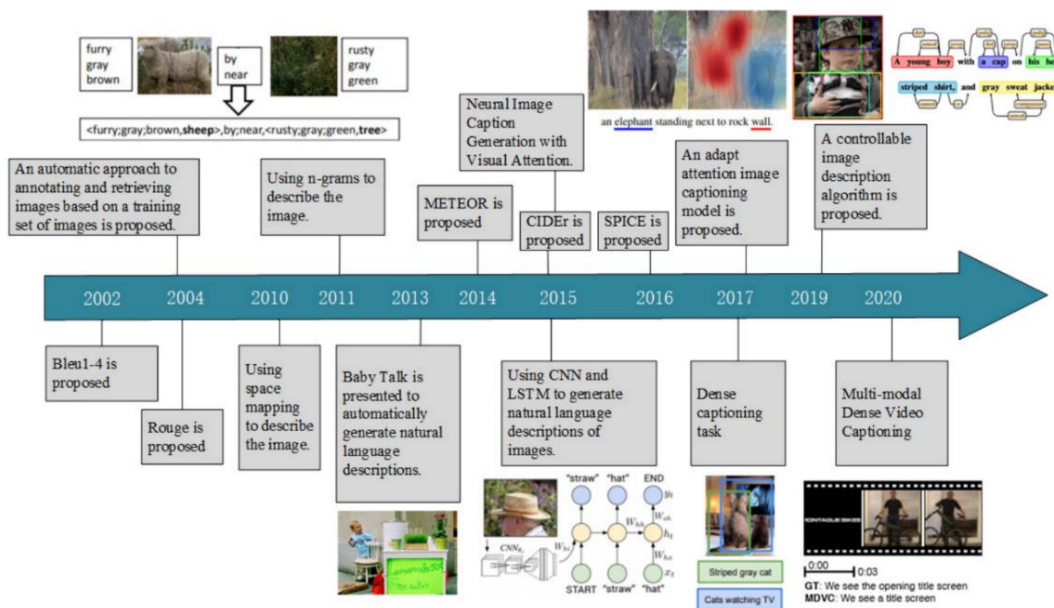 furry
gray
brown
by
near
rusty
gray
green
<furry;gray;brown,sheep>,by;near,<rusty;gray;green,tree>
an elephant standing next to rock wall.
A young boy with a cap on his
striped shirt, and gray sweat jacke
An automatic approach to
annotating and retrieving
images based on a training
set of images is proposed.
Using n-grams to
describe the
image.
Neural Image
Caption
Generation with
Visual Attention.
METEOR is
proposed
CIDEr is
proposed
SPICE is
proposed
An adapt
attention image
captioning
model is
proposed.
A controllable
image
description
algorithm is
proposed.
2002
2004
2010
2011
2013
2014
2015
2016
2017
2019
2020
Bleu1-4 is
proposed
Rouge is
proposed
Using
space
mapping
to describe
the image.
Baby Talk is
presented to
automatically
generate natural
language
descriptions.
Using CNN and
LSTM to generate
natural language
descriptions of
images.
Dense
captioning
task
Multi-modal
Dense Video
Captioning
"straw" "hat" END
START "straw" "hat"
Striped gray cat
Cats watching TV
MONTAGUE BIKES
0:00
0:03
GT: We see the opening title screen
MDVC: We see a title screen